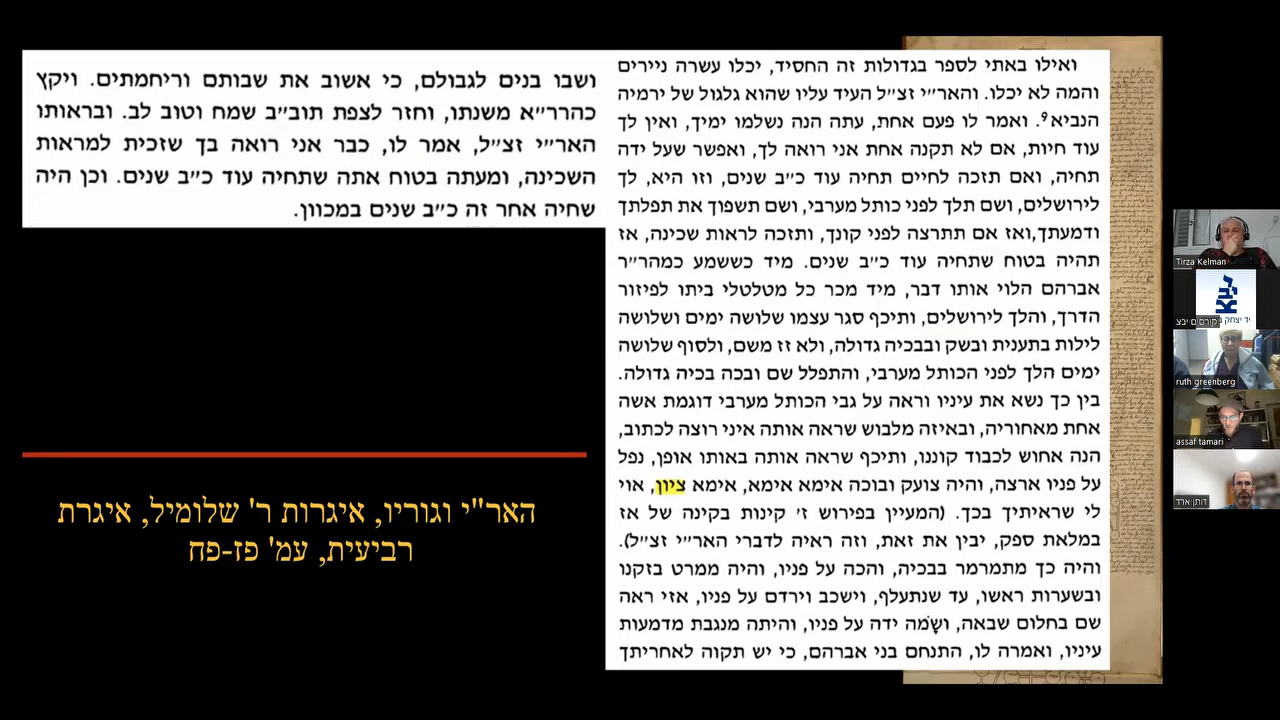 ואילו באתי לספר בגדולות זה החסיד, יכלו עשרה ניירים
והמה לא יכלו. והאר״י זצ״ל העיד עליו שהוא גלגול של ירמיה
הנביא⁹. ואמר לו פעם אחת, עתה הנה נשלמו ימיך, ואין לך
עוד חיות, אם לא תקנה אחת אני רואה לך, ואפשר שעל ידה
תחיה, ואם תזכה לחיים תחיה עוד כ״ב שנים, וזו היא, לך
לירושלים, ושם תלך לפני כותל מערבי, ושם תשפוך את תפלתך
ודמעתך,ואז אם תתרצה לפני קונך, ותזכה לראות שכינה, אז
תהיה בטוח שתחיה עוד כ״ב שנים. מיד כששמע כמהר״ר
אברהם הלוי אותו דבר, מיד מכר כל מטלטלי ביתו לפיזור
הדרך, והלך לירושלים, ותיכף סגר עצמו שלושה ימים ושלושה
לילות בתענית ובשק ובבכיה גדולה, ולא זז משם, ולסוף שלושה
ימים הלך לפני הכותל מערבי, והתפלל שם ובכה בכיה גדולה.
בין כך נשא את עיניו וראה על גבי הכותל מערבי דוגמת אשה
אחת מאחוריה, ובאיזה מלבוש שראה אותה איני רוצה לכתוב,
הנה אחוש לכבוד קוננו, ותיכף שראה אותה באותו אופן, נפל
על פניו ארצה, והיה צועק ובוכה אימא אימא, אימא ציון, אוי
לי שראיתיך בכך. (המעיין בפירוש ז׳ קינות בקינה של אז
במלאת ספק, יבין את זאת, וזה ראיה לדברי האר״י זצ״ל).
והיה כך מתמרמר בבכיה, והכה על פניו, והיה ממרט בזקנו
ובשערות ראשו, עד שנתעלף, וישכב וירדם על פניו, אזי ראה
שם בחלום שבאה, ושָׂמה ידה על פניו, והיתה מנגבת מדמעות
עיניו, ואמרה לו, התנחם בני אברהם, כי יש תקוה לאחריתך
ושבו בנים לגבולם, כי אשוב את שבותם וריחמתים. ויקץ
כהרר״א משנתו, וחזר לצפת תוב״ב שמח וטוב לב. ובראותו
האר״י זצ״ל, אמר לו, כבר אני רואה בך שזכית למראות
השכינה, ומעתה בטוח אתה שתחיה עוד כ״ב שנים. וכן היה
שחיה אחר זה כ״ב שנים במכוון.
האר"י וגוריו, איגרות ר' שלומיל, איגרת
רביעית, עמ' פז-פח
Tirza Kelman
קורסים יבצ
ruth greenberg
assaf tamari
דותן ארד